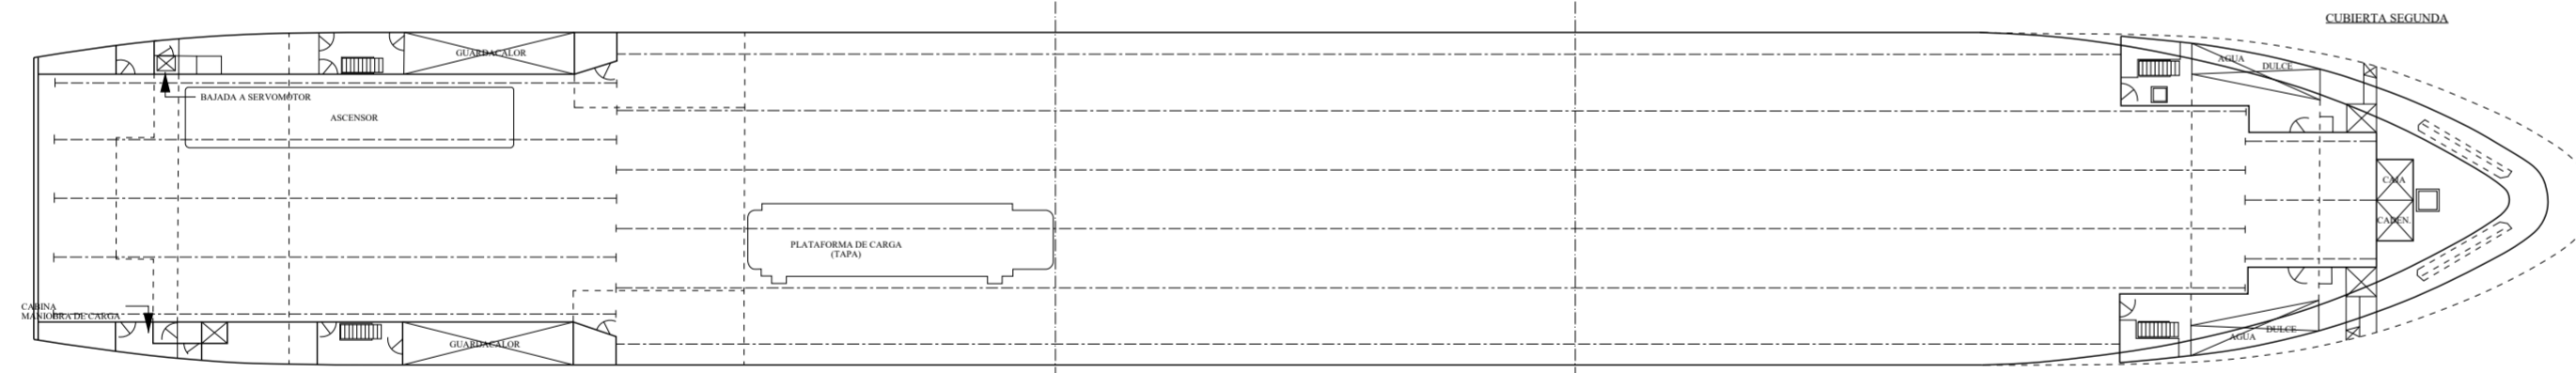 CUBIERTA SEGUNDA
GUARDACALOR
AGUA
DULCE
BAJADA A SERVOMOTOR
ASCENSOR
CAJA
CADEN.
PLATAFORMA DE CARGA
(TAPA)
CABINA
MANIOBRA DE CARGA
GUARDACALOR
DULCE
AGUA